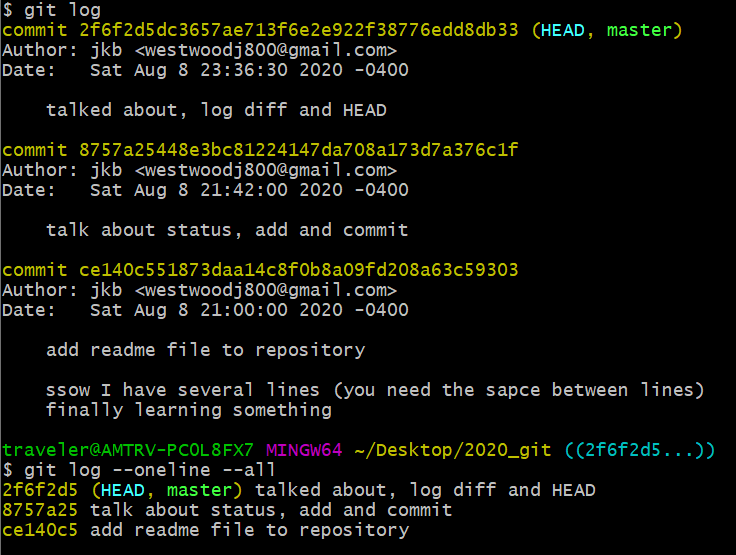 $ git log
commit 2f6f2d5dc3657ae713f6e2e922f38776edd8db33 (HEAD, master)
Author: jkb <westwoodj800@gmail.com>
Date:   Sat Aug 8 23:36:30 2020 -0400
talked about, log diff and HEAD
commit 8757a25448e3bc81224147da708a173d7a376c1f
Author: jkb <westwoodj800@gmail.com>
Date:   Sat Aug 8 21:42:00 2020 -0400
talk about status, add and commit
commit ce140c551873daa14c8f0b8a09fd208a63c59303
Author: jkb <westwoodj800@gmail.com>
Date:   Sat Aug 8 21:00:00 2020 -0400
add readme file to repository
ssow I have several lines (you need the sapce between lines)
finally learning something
traveler@AMTRV-PC0L8FX7 MINGW64 ~/Desktop/2020_git ((2f6f2d5...))
$ git log --oneline --all
2f6f2d5 (HEAD, master) talked about, log diff and HEAD
8757a25 talk about status, add and commit
ce140c5 add readme file to repository